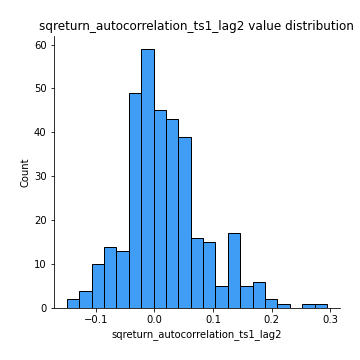 sqreturn_autocorrelation_ts1_lag2 value distribution
60
50
40
30
20
10
0
Count
−0.1 0.0 0.1 0.2 0.3
sqreturn_autocorrelation_ts1_lag2